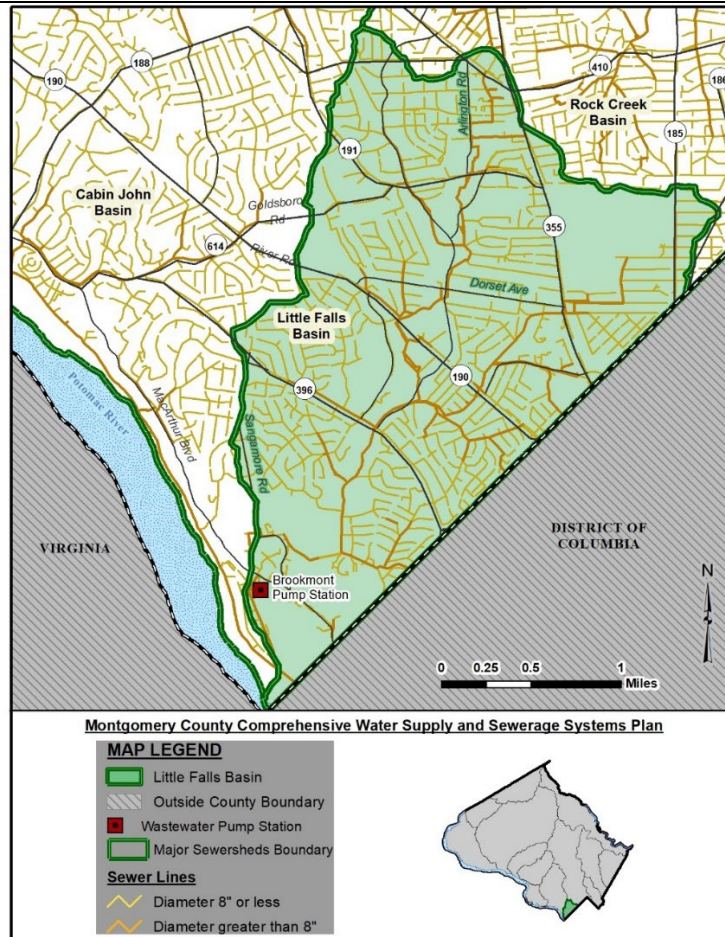 190
188
410
186
Rock Creek
Basin
185
Arlington Rd
191
Cabin John
Basin
Goldsboro
Rd
614
River Rd
355
Dorset Ave
Little Falls
Basin
396
190
Potomac River
MacArthur Blvd
Sangamore Rd
VIRGINIA
DISTRICT OF
COLUMBIA
Brookmont
Pump Station
N
0 0.25 0.5 1
Miles
Montgomery County Comprehensive Water Supply and Sewerage Systems Plan
MAP LEGEND
Little Falls Basin
Outside County Boundary
Wastewater Pump Station
Major Sewersheds Boundary
Sewer Lines
Diameter 8" or less
Diameter greater than 8"